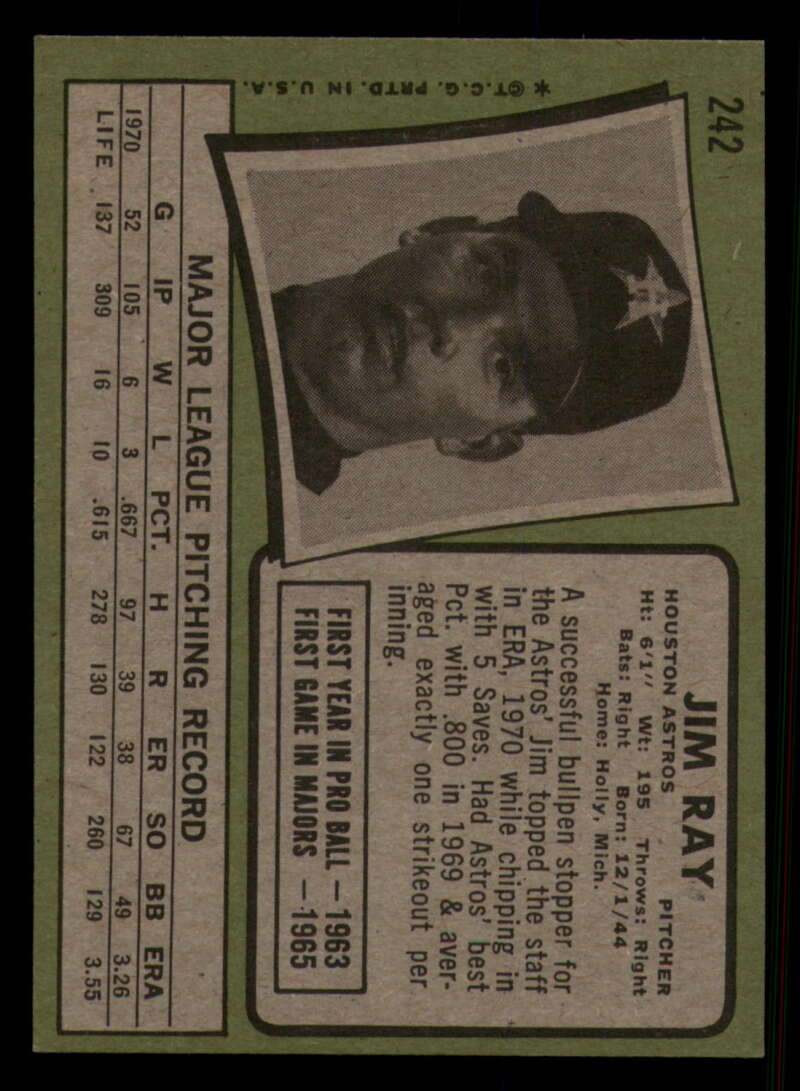 242
* ©T.C.G. PRTD. IN U.S.A.
JIM RAY
HOUSTON ASTROS PITCHER
Ht: 6'1" Wt: 195 Throws: Right
Bats: Right Born: 12/1/44
Home: Holly, Mich.
A successful bullpen stopper for
the Astros' Jim topped the staff
in ERA, 1970 while chipping in
with 5 Saves. Had Astros' best
Pct. with .800 in 1969 & aver-
aged exactly one strikeout per
inning.
FIRST YEAR IN PRO BALL — 1963
FIRST GAME IN MAJORS — 1965
MAJOR LEAGUE PITCHING RECORD
G IP W L PCT. H R ER SO BB ERA
1970 52 105 6 3 .667 97 39 38 67 49 3.26
LIFE 137 309 16 10 .615 278 130 122 260 129 3.55